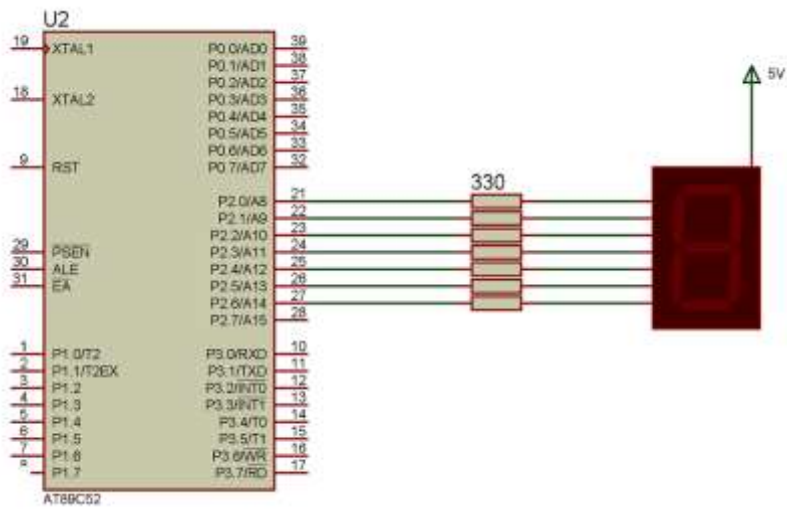 U2
19 XTAL1 P0.0/AD0 39
P0.1/AD1 38
P0.2/AD2 37
18 XTAL2 P0.3/AD3 36
P0.4/AD4 35
P0.5/AD5 34
P0.6/AD6 33
9 RST P0.7/AD7 32
5V
330
P2.0/A8 21
P2.1/A9 22
P2.2/A10 23
29 PSEN P2.3/A11 24
30 ALE P2.4/A12 25
31 EA P2.5/A13 26
P2.6/A14 27
P2.7/A15 28
1 P1.0/T2 P3.0/RXD 10
2 P1.1/T2EX P3.1/TXD 11
3 P1.2 P3.2/INT0 12
4 P1.3 P3.3/INT1 13
5 P1.4 P3.4/T0 14
6 P1.5 P3.5/T1 15
7 P1.6 P3.6/WR 16
8 P1.7 P3.7/RD 17
AT89C52